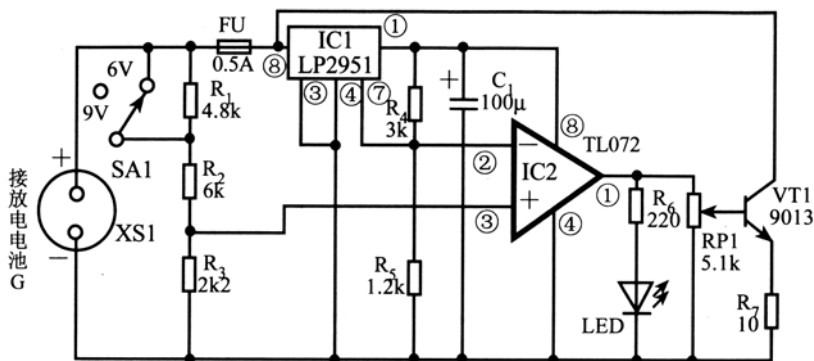 FU
0.5A
⑧
IC1
LP2951
①
③
④
⑦
6V
9V
SA1
R1
4.8k
R2
6k
R3
2k2
+
XS1
−
接放电电池G
R4
3k
+
C1
100μ
⑧
TL072
②
−
IC2
+
③
④
①
R5
1.2k
R6
220
LED
RP1
5.1k
VT1
9013
R7
10